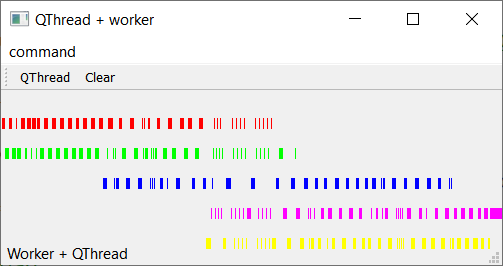 QThread + worker
command
QThread Clear
Worker + QThread